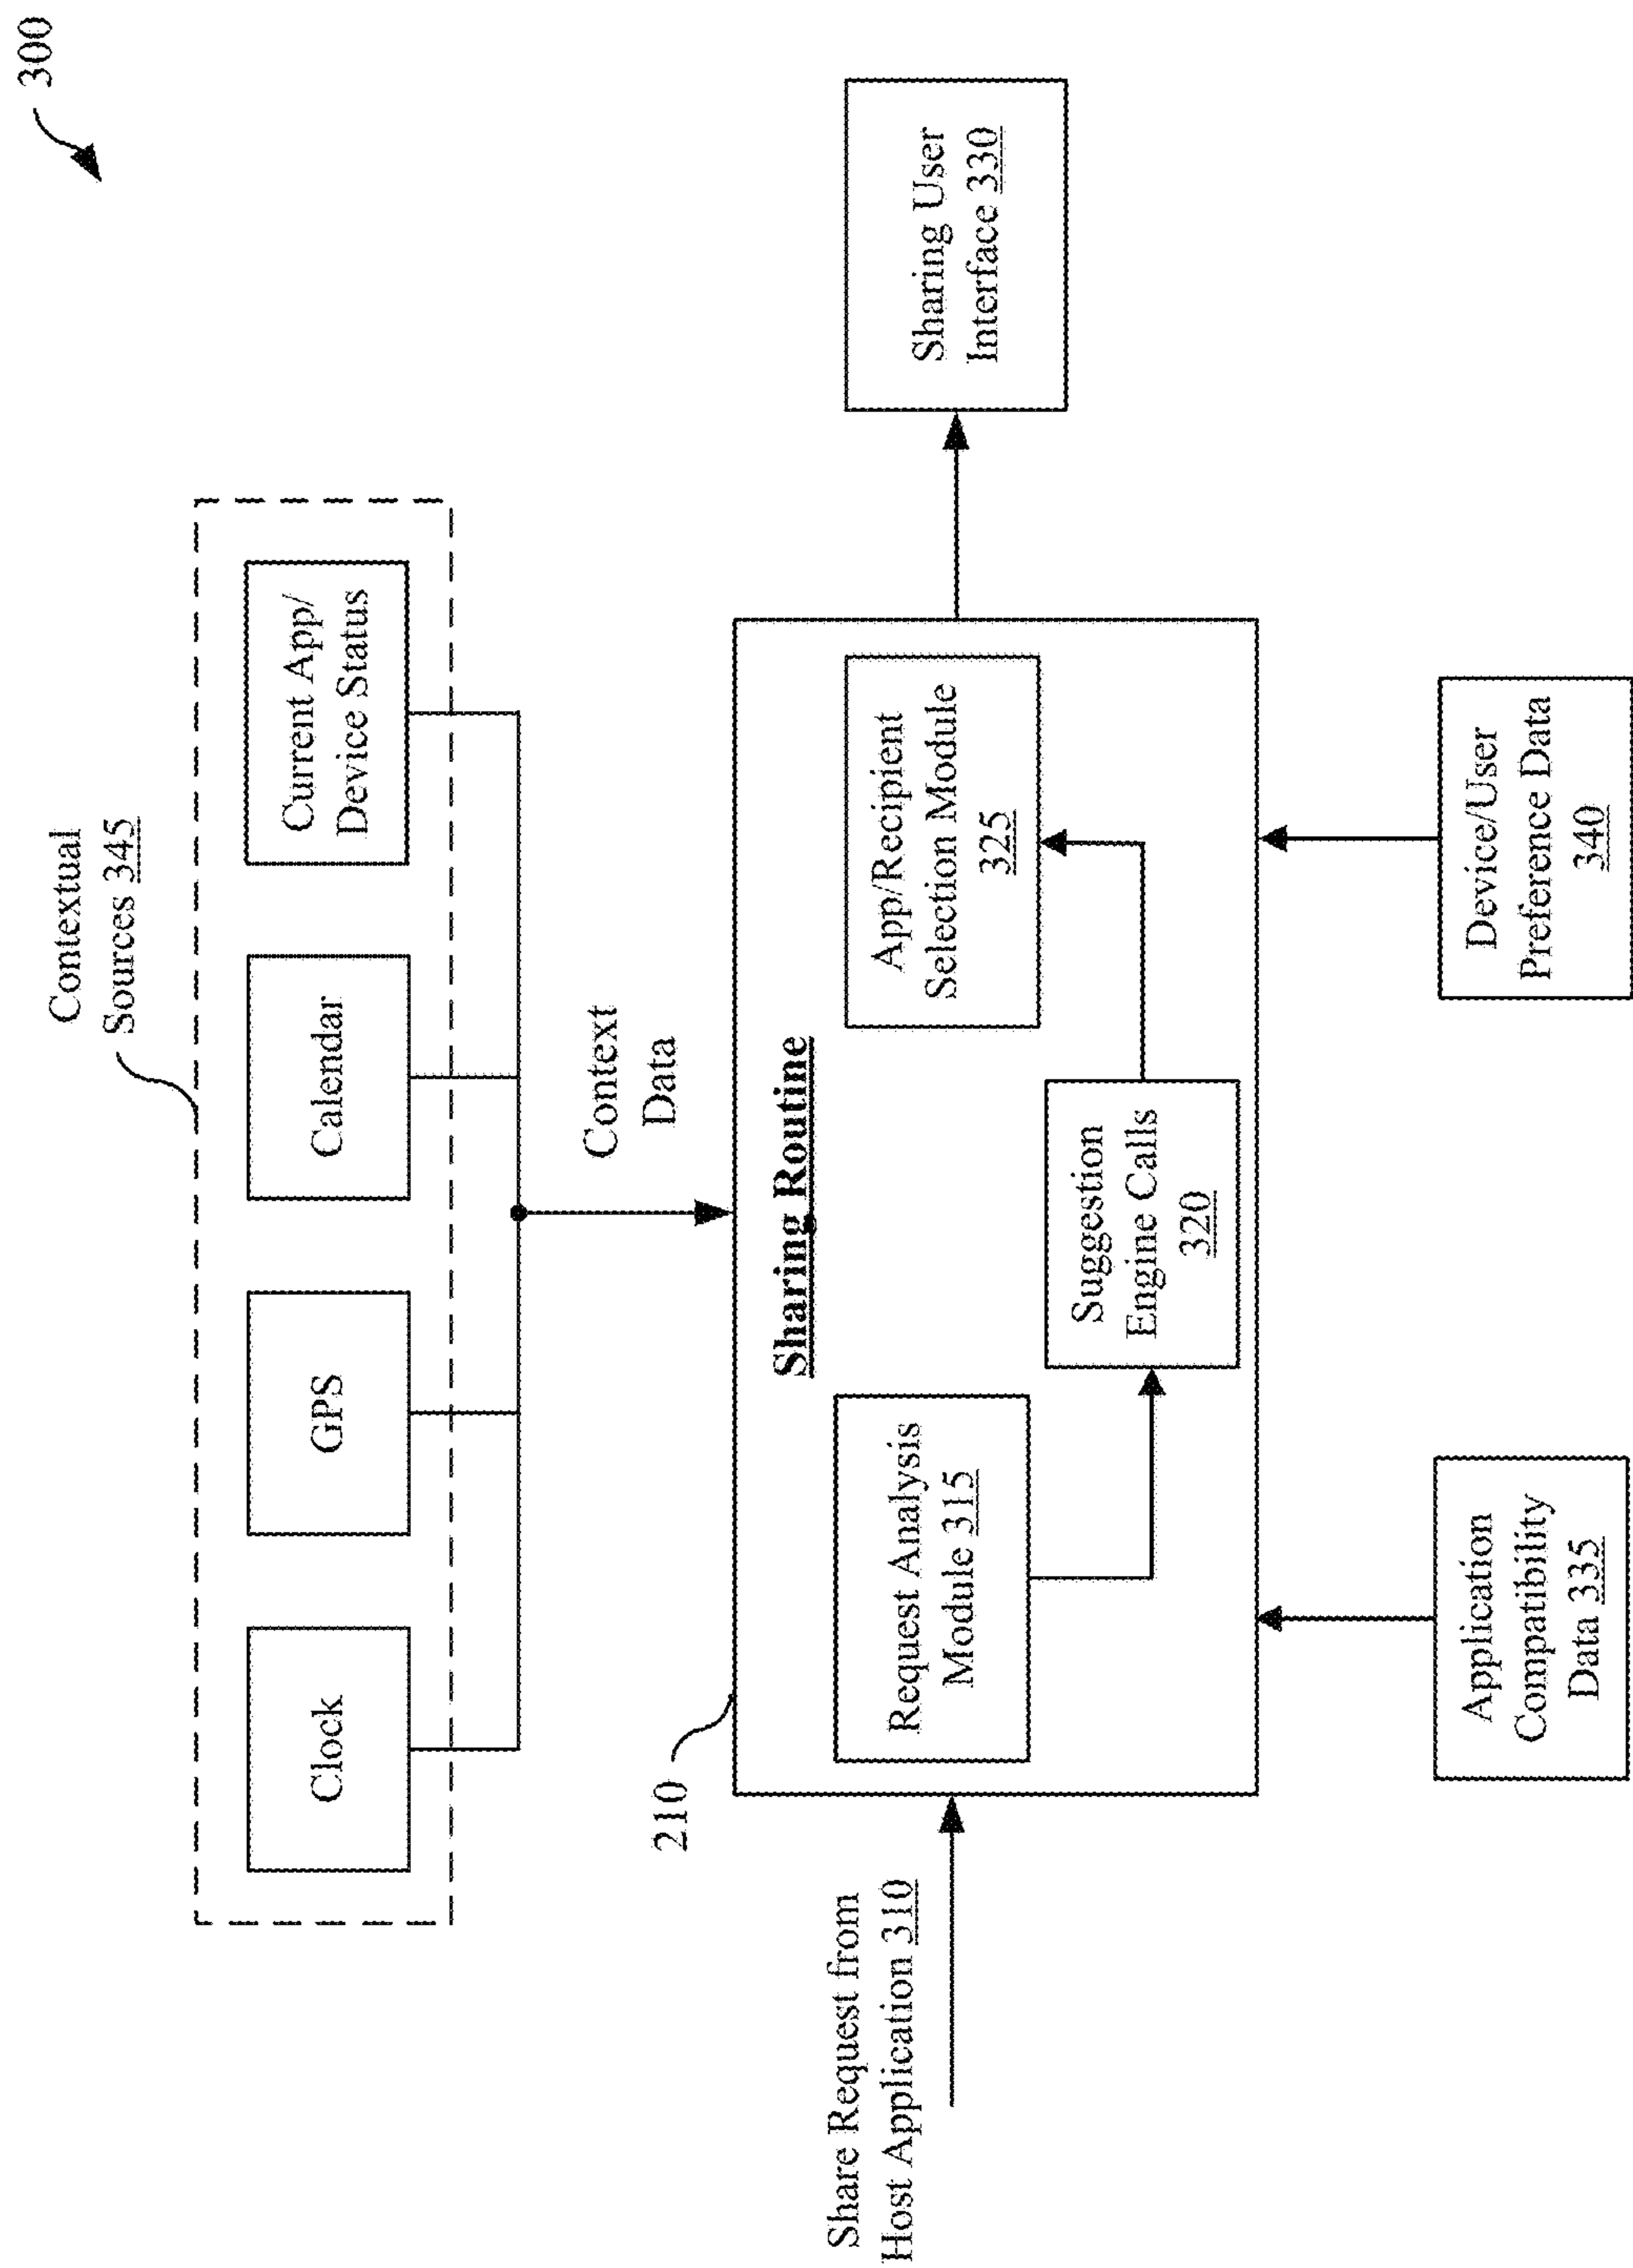 300
Contextual
Sources 345
Clock
GPS
Calendar
Current App/
Device Status
Context
Data
210
Share Request from
Host Application 310
Sharing Routine
Request Analysis
Module 315
Suggestion
Engine Calls
320
App/Recipient
Selection Module
325
Sharing User
Interface 330
Application
Compatibility
Data 335
Device/User
Preference Data
340